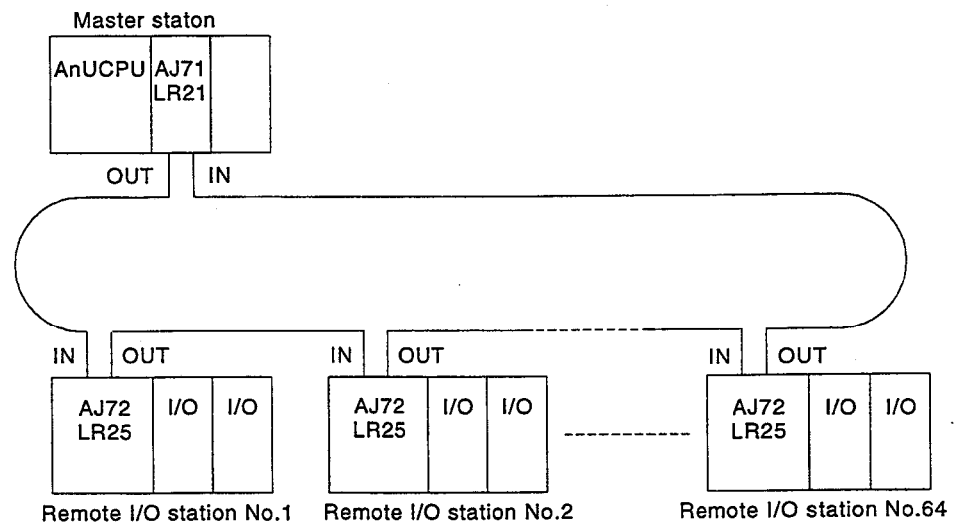 Master staton
AnUCPU
AJ71
LR21
OUT
IN
IN
OUT
IN
OUT
IN
OUT
AJ72
LR25
I/O
I/O
AJ72
LR25
I/O
I/O
AJ72
LR25
I/O
I/O
Remote I/O station No.1
Remote I/O station No.2
Remote I/O station No.64